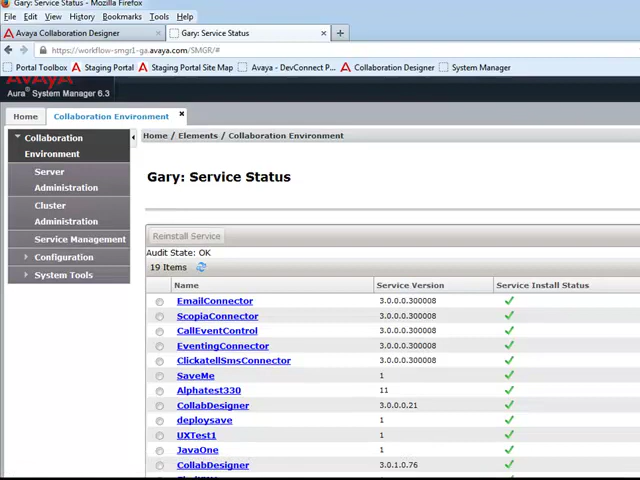 Gary: Service Status - Mozilla Firefox
File Edit View History Bookmarks Tools Help
Avaya Collaboration Designer × Gary: Service Status × +
https://workflow-smgr1-ga.avaya.com/SMGR/#
Portal Toolbox Staging Portal Staging Portal Site Map Avaya - DevConnect P... Collaboration Designer System Manager
AVAYA
Aura® System Manager 6.3
Home Collaboration Environment ×
Collaboration Environment
Home / Elements / Collaboration Environment
Server Administration
Cluster Administration
Service Management
Configuration
System Tools
Gary: Service Status
Reinstall Service
Audit State: OK
19 Items
Name Service Version Service Install Status
EmailConnector 3.0.0.0.300008
ScopiaConnector 3.0.0.0.300008
CallEventControl 3.0.0.0.300008
EventingConnector 3.0.0.0.300008
ClickatellSmsConnector 3.0.0.0.300008
SaveMe 1
Alphatest330 11
CollabDesigner 3.0.0.0.21
deploysave 1
UXTest1 1
JavaOne 1
CollabDesigner 3.0.1.0.76